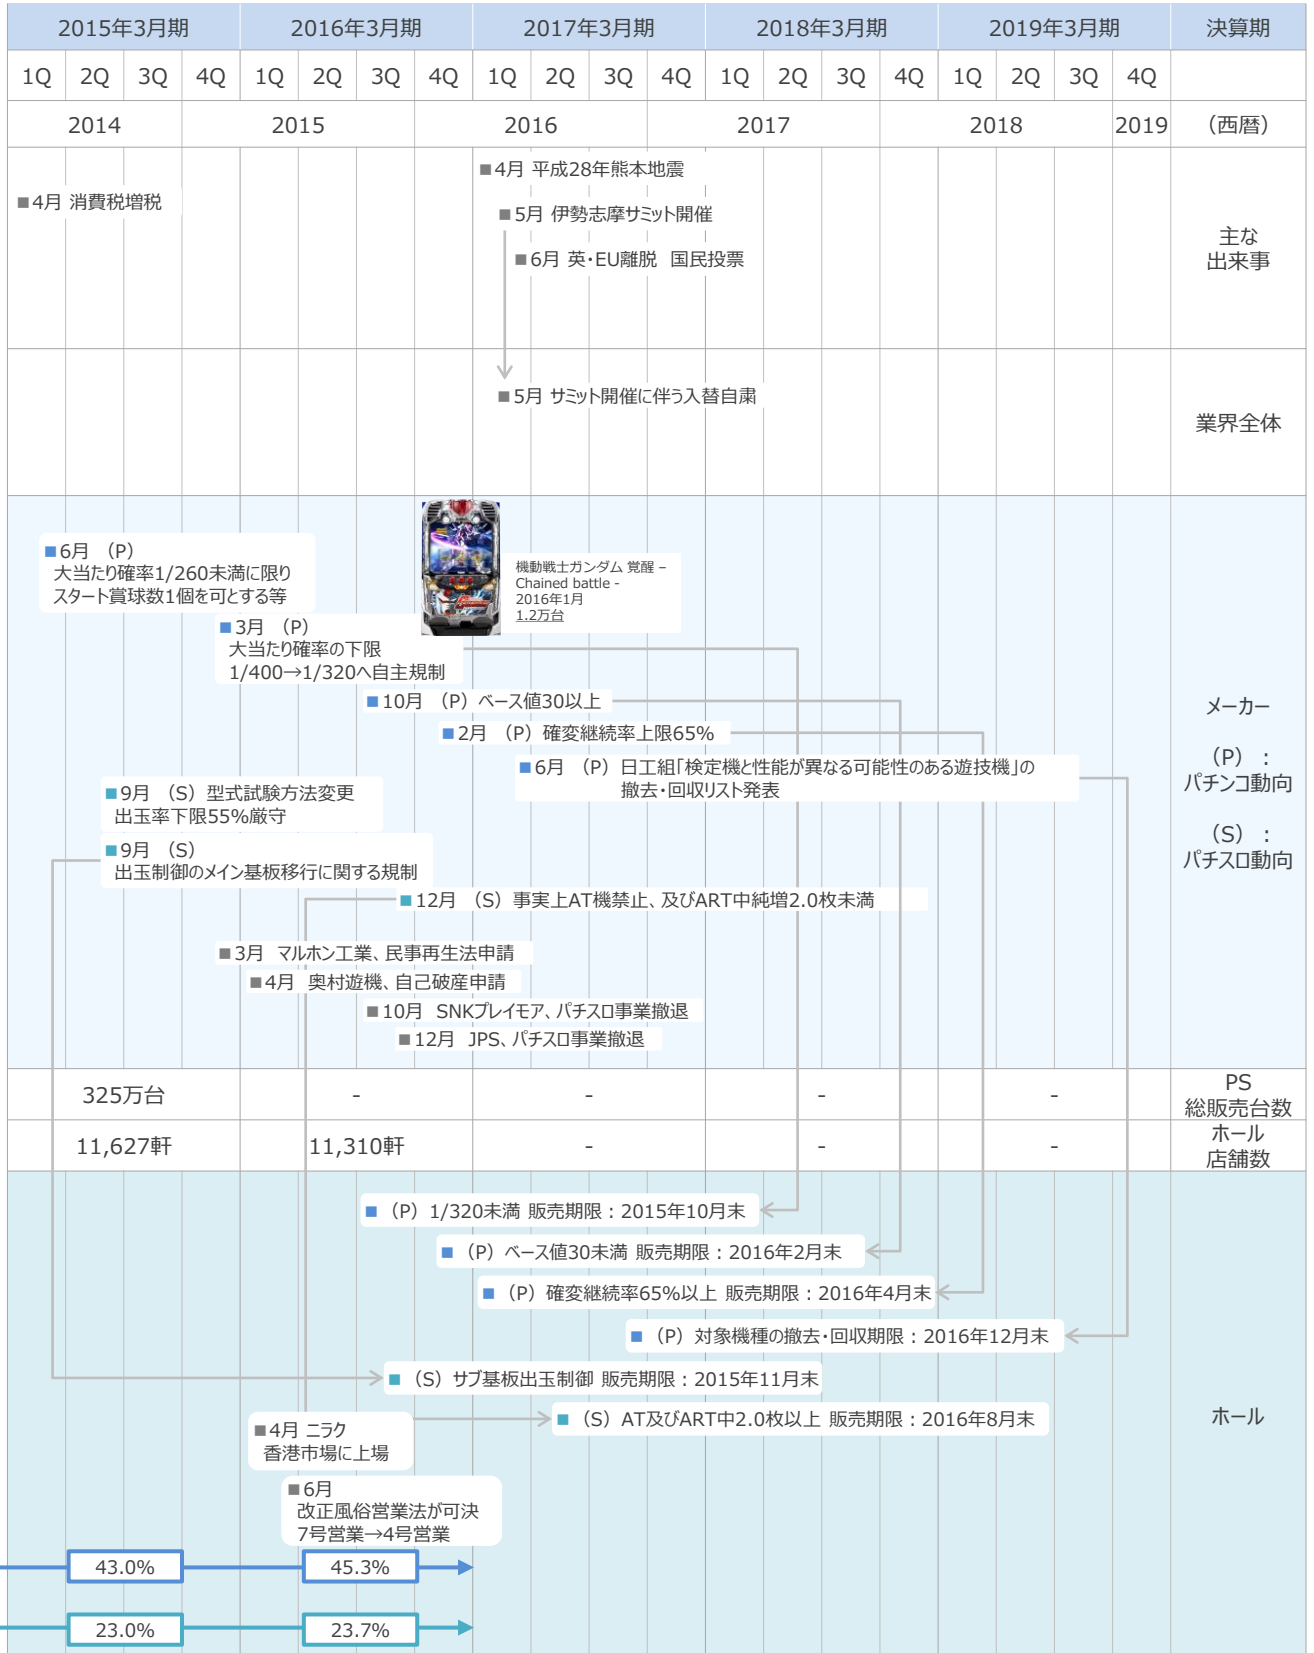 2015年3月期 2016年3月期 2017年3月期 2018年3月期 2019年3月期 決算期
1Q 2Q 3Q 4Q 1Q 2Q 3Q 4Q 1Q 2Q 3Q 4Q 1Q 2Q 3Q 4Q 1Q 2Q 3Q 4Q
2014 2015 2016 2017 2018 2019 (西暦)
■4月 平成28年熊本地震
■4月 消費税増税
■5月 伊勢志摩サミット開催
■6月 英・EU離脱 国民投票
主な
出来事
■5月 サミット開催に伴う入替自粛
業界全体
■6月 (P)
大当たり確率1/260未満に限り
スタート賞球数1個を可とする等
機動戦士ガンダム 覚醒 –
Chained battle -
2016年1月
1.2万台
■3月 (P)
大当たり確率の下限
1/400→1/320へ自主規制
■10月 (P) ベース値30以上
■2月 (P) 確変継続率上限65%
■6月 (P) 日工組「検定機と性能が異なる可能性のある遊技機」の
撤去・回収リスト発表
■9月 (S) 型式試験方法変更
出玉率下限55%厳守
■9月 (S)
出玉制御のメイン基板移行に関する規制
■12月 (S) 事実上AT機禁止、及びART中純増2.0枚未満
■3月 マルホン工業、民事再生法申請
■4月 奥村遊機、自己破産申請
■10月 SNKプレイモア、パチスロ事業撤退
■12月 JPS、パチスロ事業撤退
メーカー
(P) :
パチンコ動向
(S) :
パチスロ動向
325万台 - - - - PS
総販売台数
11,627軒 11,310軒 - - - ホール
店舗数
■ (P) 1/320未満 販売期限:2015年10月末
■ (P) ベース値30未満 販売期限:2016年2月末
■ (P) 確変継続率65%以上 販売期限:2016年4月末
■ (P) 対象機種の撤去・回収期限:2016年12月末
■ (S) サブ基板出玉制御 販売期限:2015年11月末
■ (S) AT及びART中2.0枚以上 販売期限:2016年8月末
■4月 ニラク
香港市場に上場
ホール
■6月
改正風俗営業法が可決
7号営業→4号営業
43.0% 45.3%
23.0% 23.7%